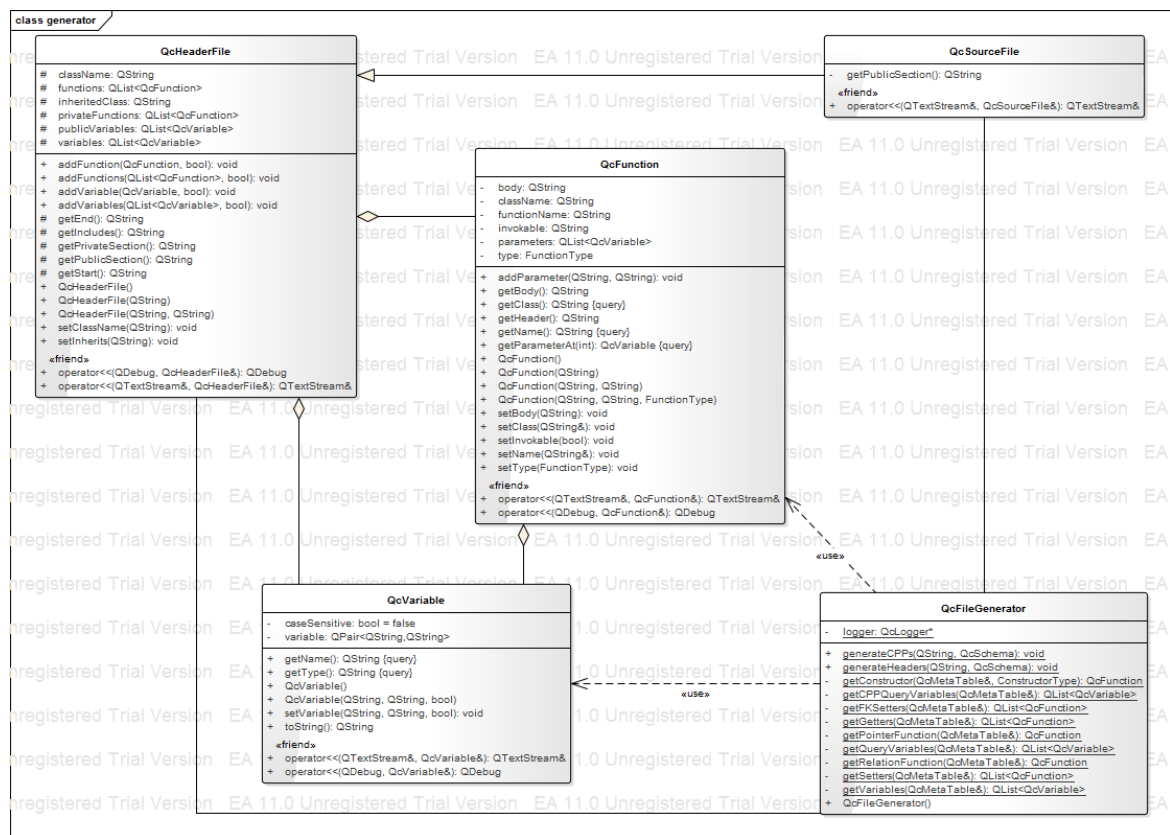 class generator
QcHeaderFile
# className: QString
# functions: QList<QcFunction>
# inheritedClass: QString
# privateFunctions: QList<QcFunction>
# publicVariables: QList<QcVariable>
# variables: QList<QcVariable>
+ addFunction(QcFunction, bool): void
+ addFunctions(QList<QcFunction>, bool): void
+ addVariable(QcVariable, bool): void
+ addVariables(QList<QcVariable>, bool): void
# getEnd(): QString
# getIncludes(): QString
# getPrivateSection(): QString
# getPublicSection(): QString
# getStart(): QString
+ QcHeaderFile()
+ QcHeaderFile(QString)
+ QcHeaderFile(QString, QString)
+ setClassName(QString): void
+ setInherits(QString): void
«friend»
+ operator<<(QDebug, QcHeaderFile&): QDebug
+ operator<<(QTextStream&, QcHeaderFile&): QTextStream&
QcSourceFile
- getPublicSection(): QString
«friend»
+ operator<<(QTextStream&, QcSourceFile&): QTextStream&
QcFunction
- body: QString
- className: QString
- functionName: QString
- invokable: QString
- parameters: QList<QcVariable>
- type: FunctionType
+ addParameter(QString, QString): void
+ getBody(): QString
+ getClass(): QString {query}
+ getHeader(): QString
+ getName(): QString {query}
+ getParameterAt(int): QcVariable {query}
+ QcFunction()
+ QcFunction(QString)
+ QcFunction(QString, QString)
+ QcFunction(QString, QString, FunctionType)
+ setBody(QString): void
+ setClass(QString&): void
+ setInvokable(bool): void
+ setName(QString&): void
+ setType(FunctionType): void
«friend»
+ operator<<(QTextStream&, QcFunction&): QTextStream&
+ operator<<(QDebug, QcFunction&): QDebug
«use»
QcVariable
- caseSensitive: bool = false
- variable: QPair<QString,QString>
+ getName(): QString {query}
+ getType(): QString {query}
+ QcVariable()
+ QcVariable(QString, QString, bool)
+ setVariable(QString, QString, bool): void
+ toString(): QString
«friend»
+ operator<<(QTextStream&, QcVariable&): QTextStream&
+ operator<<(QDebug, QcVariable&): QDebug
«use»
QcFileGenerator
- logger: QcLogger*
+ generateCPPs(QString, QcSchema): void
+ generateHeaders(QString, QcSchema): void
- getConstructor(QcMetaTable&, ConstructorType): QcFunction
- getCPPQueryVariables(QcMetaTable&): QList<QcVariable>
- getFKSetters(QcMetaTable&): QList<QcFunction>
- getGetters(QcMetaTable&): QList<QcFunction>
- getPointerFunction(QcMetaTable&): QcFunction
- getQueryVariables(QcMetaTable&): QList<QcVariable>
- getRelationFunction(QcMetaTable&): QcFunction
- getSetters(QcMetaTable&): QList<QcFunction>
- getVariables(QcMetaTable&): QList<QcVariable>
+ QcFileGenerator()
EA 11.0 Unregistered Trial Version